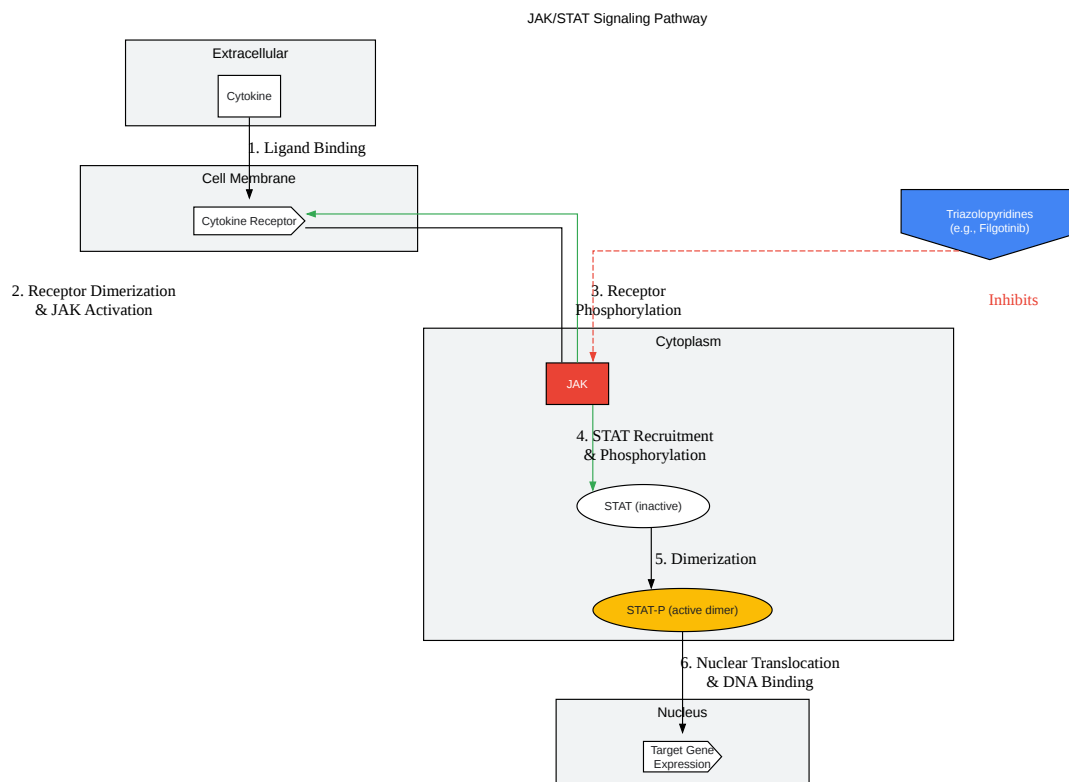 JAK/STAT Signaling Pathway
Extracellular
Cytokine
1. Ligand Binding
Cell Membrane
Cytokine Receptor
Triazolopyridines
(e.g., Filgotinib)
2. Receptor Dimerization
& JAK Activation
3. Receptor
Phosphorylation
Inhibits
Cytoplasm
JAK
4. STAT Recruitment
& Phosphorylation
STAT (inactive)
5. Dimerization
STAT-P (active dimer)
6. Nuclear Translocation
& DNA Binding
Nucleus
Target Gene
Expression